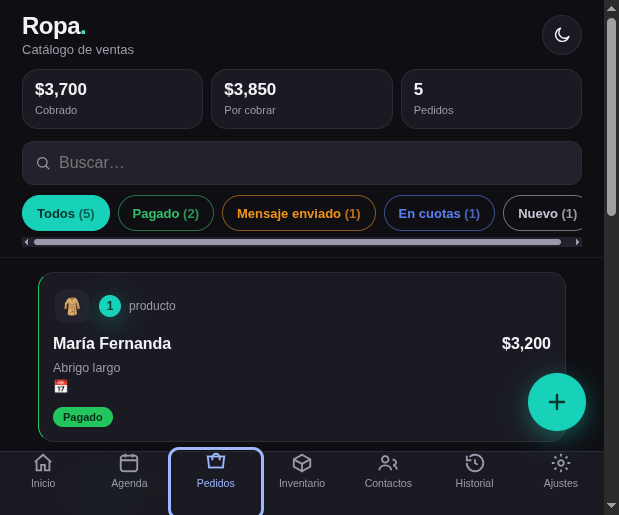 Ropa.
Catálogo de ventas
$3,700
Cobrado
$3,850
Por cobrar
5
Pedidos
Buscar…
Todos (5)
Pagado (2)
Mensaje enviado (1)
En cuotas (1)
Nuevo (1)
1 producto
María Fernanda
$3,200
Abrigo largo
Pagado
Inicio
Agenda
Pedidos
Inventario
Contactos
Historial
Ajustes